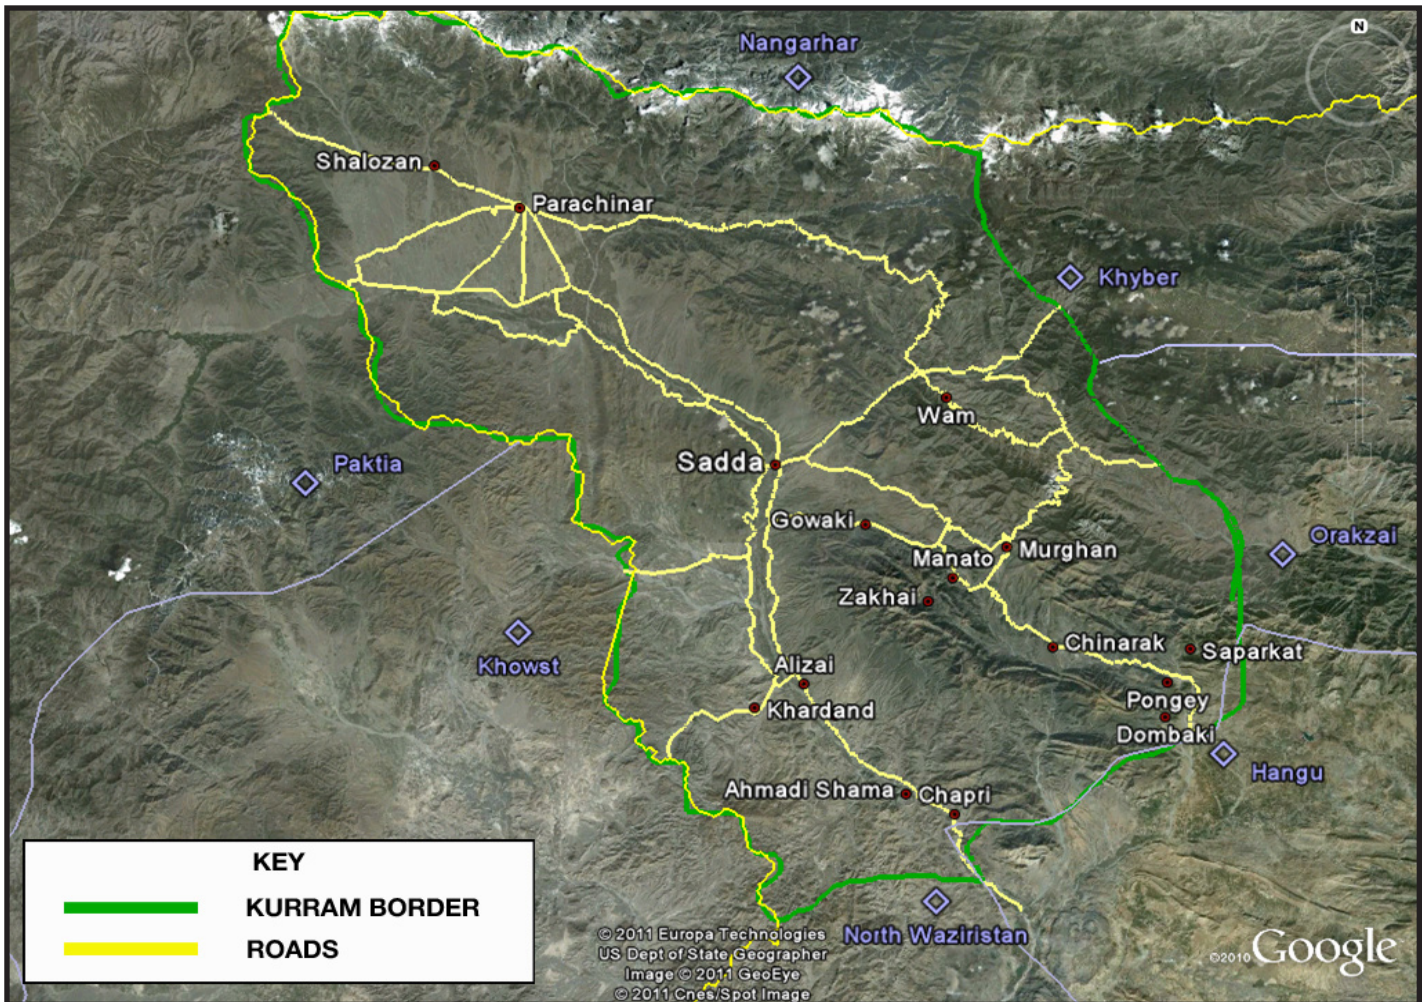 N
Nangarhar
Shalozan
Parachinar
Khyber
Wam
Paktia
Sadda
Gowaki
Orakzai
Manato
Murghan
Zakhai
Khowst
Chinarak
Saparkat
Alizai
Pongey
Khardand
Dombaki
Hangu
Ahmadi Shama
Chapri
KEY
KURRAM BORDER
ROADS
North Waziristan
© 2011 Europa Technologies
US Dept of State Geographer
Image © 2011 GeoEye
© 2011 Cnes/Spot Image
©2010 Google